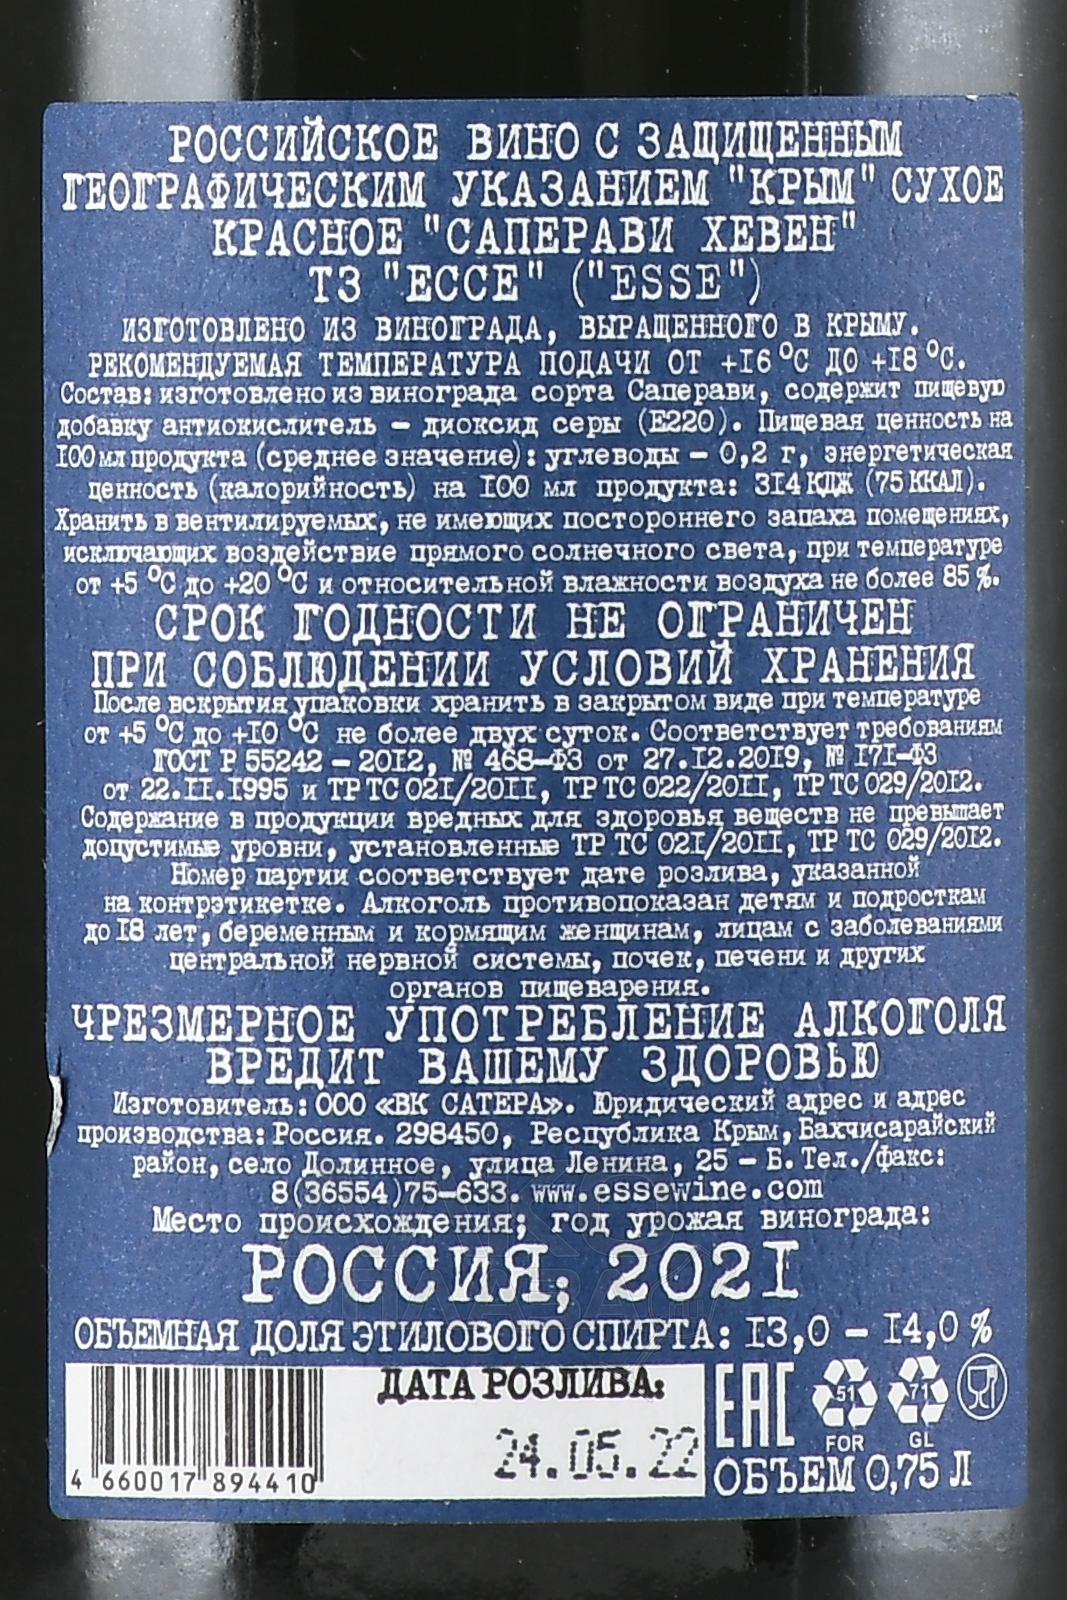 РОССИЙСКОЕ ВИНО С ЗАЩИЩЕННЫМ
ГЕОГРАФИЧЕСКИМ УКАЗАНИЕМ "КРЫМ" СУХОЕ
КРАСНОЕ "САПЕРАВИ ХЕВЕН"
ТЗ "ЕССЕ" ("ESSE")
ИЗГОТОВЛЕНО ИЗ ВИНОГРАДА, ВЫРАЩЕННОГО В КРЫМУ.
РЕКОМЕНДУЕМАЯ ТЕМПЕРАТУРА ПОДАЧИ ОТ +16 °С ДО +18 °С.
Состав: изготовлено из винограда сорта Саперави, содержит пищевую
добавку антиокислитель – диоксид серы (Е220). Пищевая ценность на
100 мл продукта (среднее значение): углеводы – 0,2 г, энергетическая
ценность (калорийность) на 100 мл продукта: 314 КДЖ (75 ККАЛ).
Хранить в вентилируемых, не имеющих постороннего запаха помещениях,
исключающих воздействие прямого солнечного света, при температуре
от +5 °С до +20 °С и относительной влажности воздуха не более 85 %.
СРОК ГОДНОСТИ НЕ ОГРАНИЧЕН
ПРИ СОБЛЮДЕНИИ УСЛОВИЙ ХРАНЕНИЯ
После вскрытия упаковки хранить в закрытом виде при температуре
от +5 °С до +10 °С не более двух суток. Соответствует требованиям
ГОСТ Р 55242 – 2012, № 468–ФЗ от 27.12.2019, № 171–ФЗ
от 22.11.1995 и ТР ТС 021/2011, ТР ТС 022/2011, ТР ТС 029/2012.
Содержание в продукции вредных для здоровья веществ не превышает
допустимые уровни, установленные ТР ТС 021/2011, ТР ТС 029/2012.
Номер партии соответствует дате розлива, указанной
на контрэтикетке. Алкоголь противопоказан детям и подросткам
до 18 лет, беременным и кормящим женщинам, лицам с заболеваниями
центральной нервной системы, почек, печени и других
органов пищеварения.
ЧРЕЗМЕРНОЕ УПОТРЕБЛЕНИЕ АЛКОГОЛЯ
ВРЕДИТ ВАШЕМУ ЗДОРОВЬЮ
Изготовитель: ООО «ВК САТЕРА». Юридический адрес и адрес
производства: Россия. 298450, Республика Крым, Бахчисарайский
район, село Долинное, улица Ленина, 25 – Б. Тел./факс:
8(36554)75–633. www.essewine.com
Место происхождения; год урожая винограда:
РОССИЯ; 2021
ОБЪЕМНАЯ ДОЛЯ ЭТИЛОВОГО СПИРТА: 13,0 – 14,0 %
ДАТА РОЗЛИВА:
24.05.22
4 660017 894410
EAC
51 71
FOR GL
ОБЪЕМ 0,75 Л